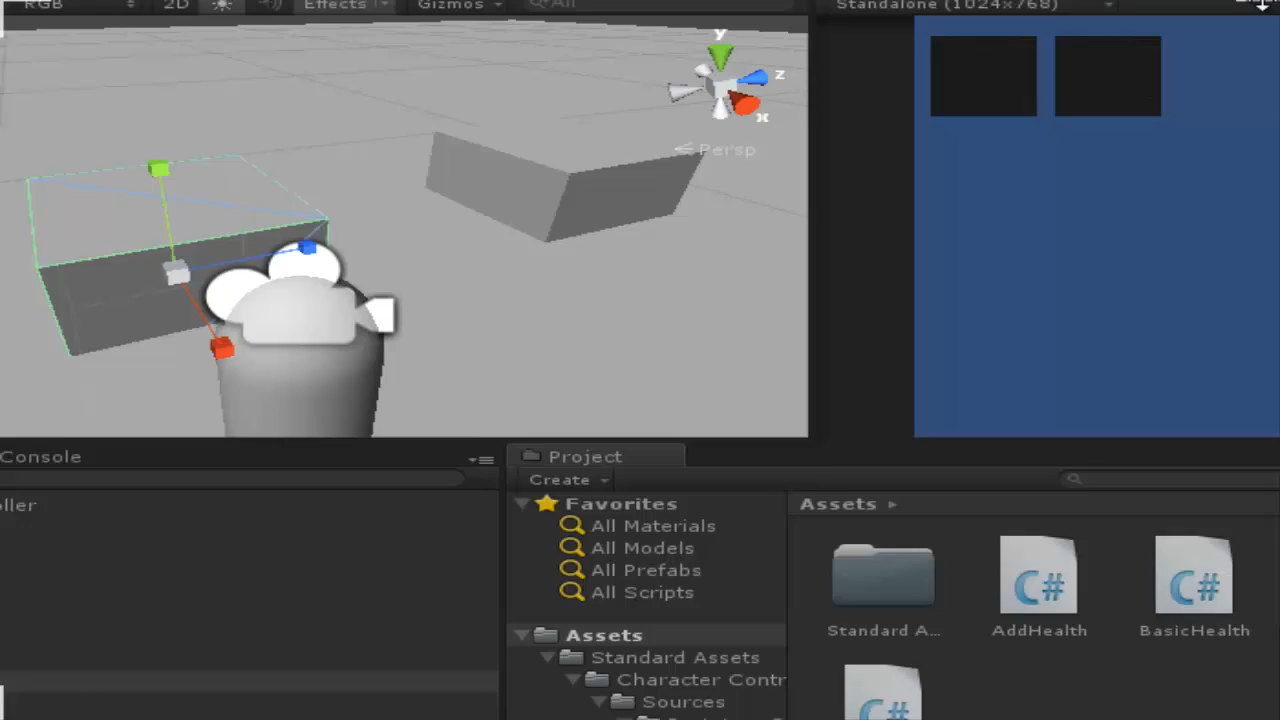 RGB 2D Effects Gizmos All Standalone (1024x768)
y
z
x
Persp
Console Project
Create
ller Favorites Assets
All Materials
All Models
All Prefabs
All Scripts
C# C#
Standard A... AddHealth BasicHealth
Assets
Standard Assets
Character Contr
Sources
C#